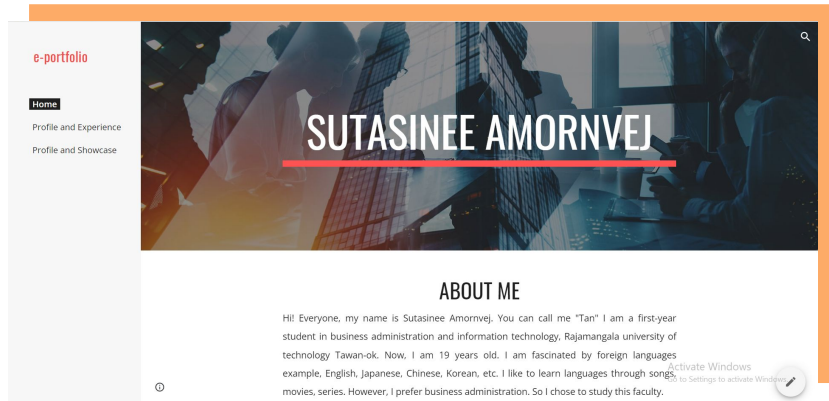 e-portfolio
Home
Profile and Experience
Profile and Showcase
SUTASINEE AMORNVEJ
ABOUT ME
Hi! Everyone, my name is Sutasinee Amornvej. You can call me "Tan" I am a first-year
student in business administration and information technology, Rajamangala university of
technology Tawan-ok. Now, I am 19 years old. I am fascinated by foreign languages
example, English, Japanese, Chinese, Korean, etc. I like to learn languages through songs,
movies, series. However, I prefer business administration. So I chose to study this faculty.
Activate Windows
Go to Settings to activate Windows.